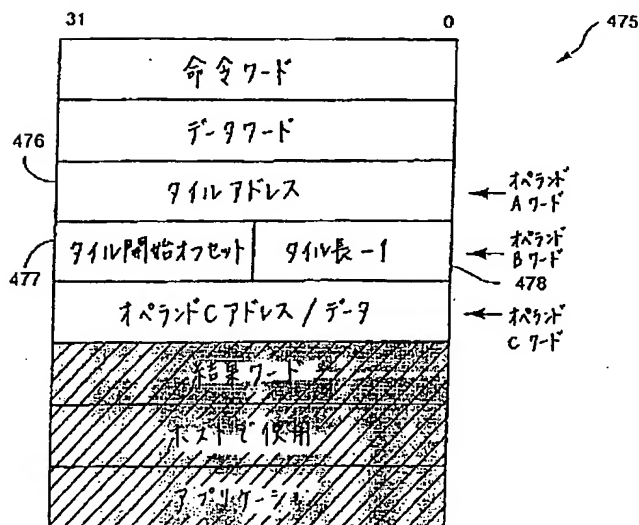 31 0
475
命令ワード
データワード
476
タイルアドレス
オペランド
Aワード
477
タイル開始オフセット タイル長-1
478
オペランド
Bワード
オペランドCアドレス/データ
オペランド
Cワード
結果ワード
ホストで使用
アプリケーション